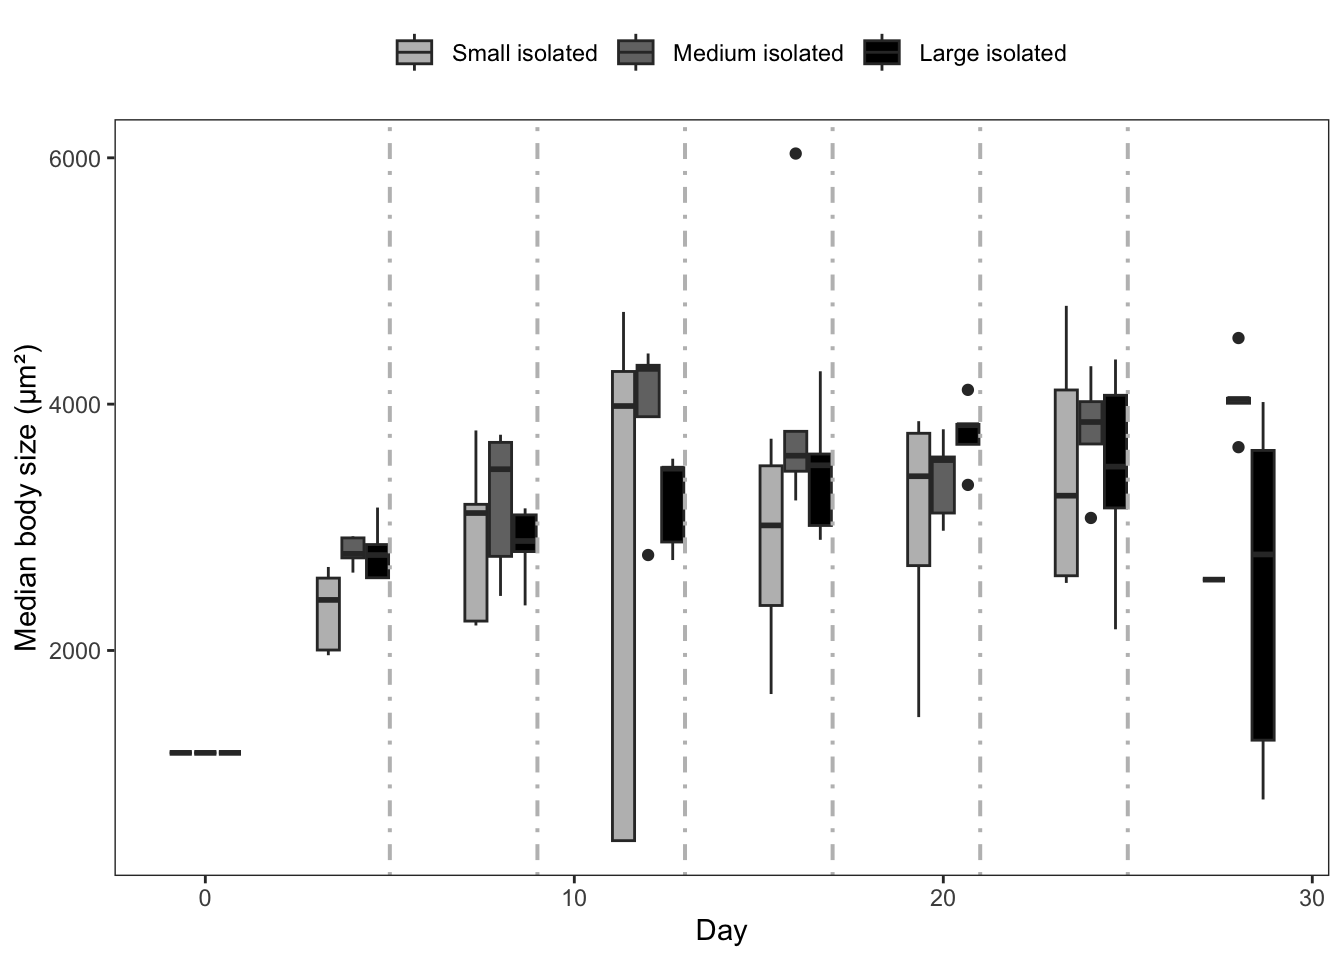 Small isolated Medium isolated Large isolated
6000
4000
2000
Median body size (μm²)
0 10 20 30
Day